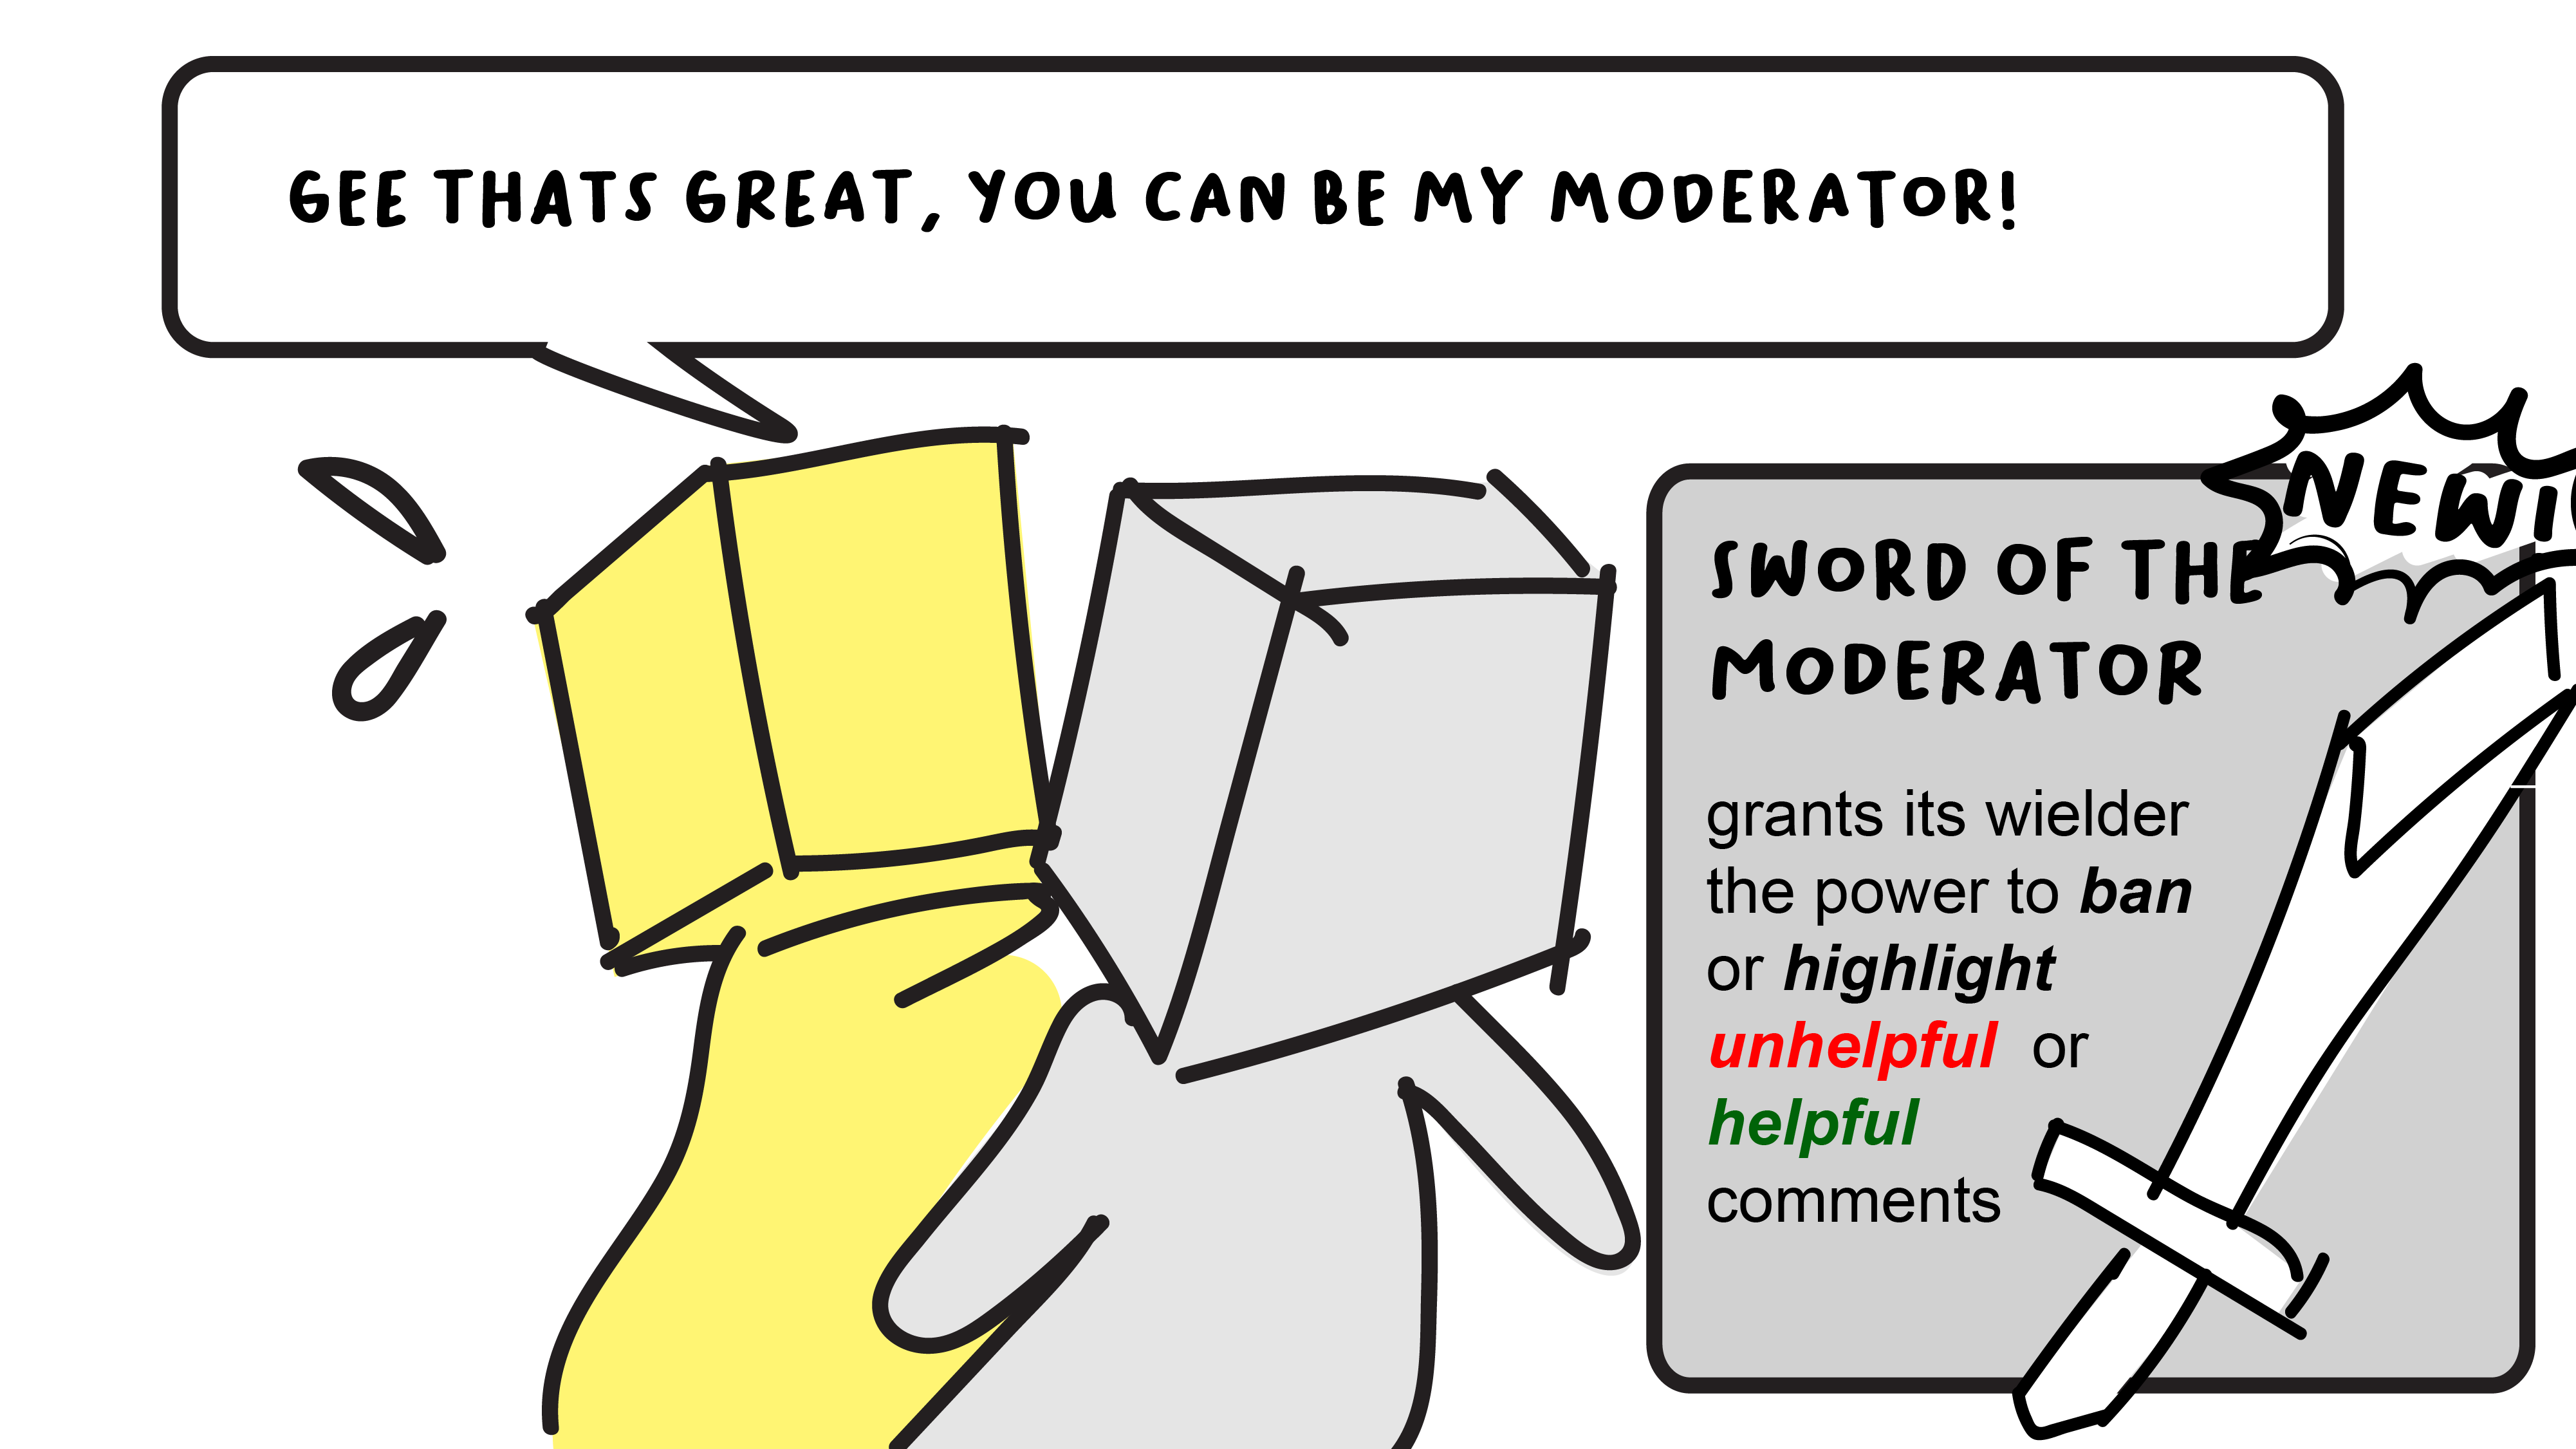 GEE THATS GREAT, YOU CAN BE MY MODERATOR!
NEW!
SWORD OF THE
MODERATOR
grants its wielder
the power to ban
or highlight
unhelpful or
helpful
comments